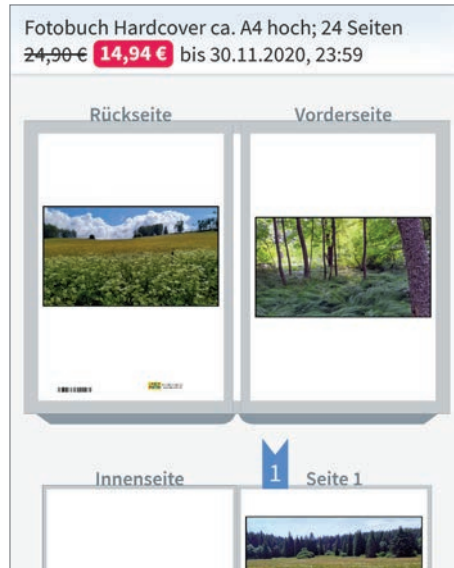 Fotobuch Hardcover ca. A4 hoch; 24 Seiten
24,90 € 14,94 € bis 30.11.2020, 23:59
Rückseite Vorderseite
1
Innenseite Seite 1